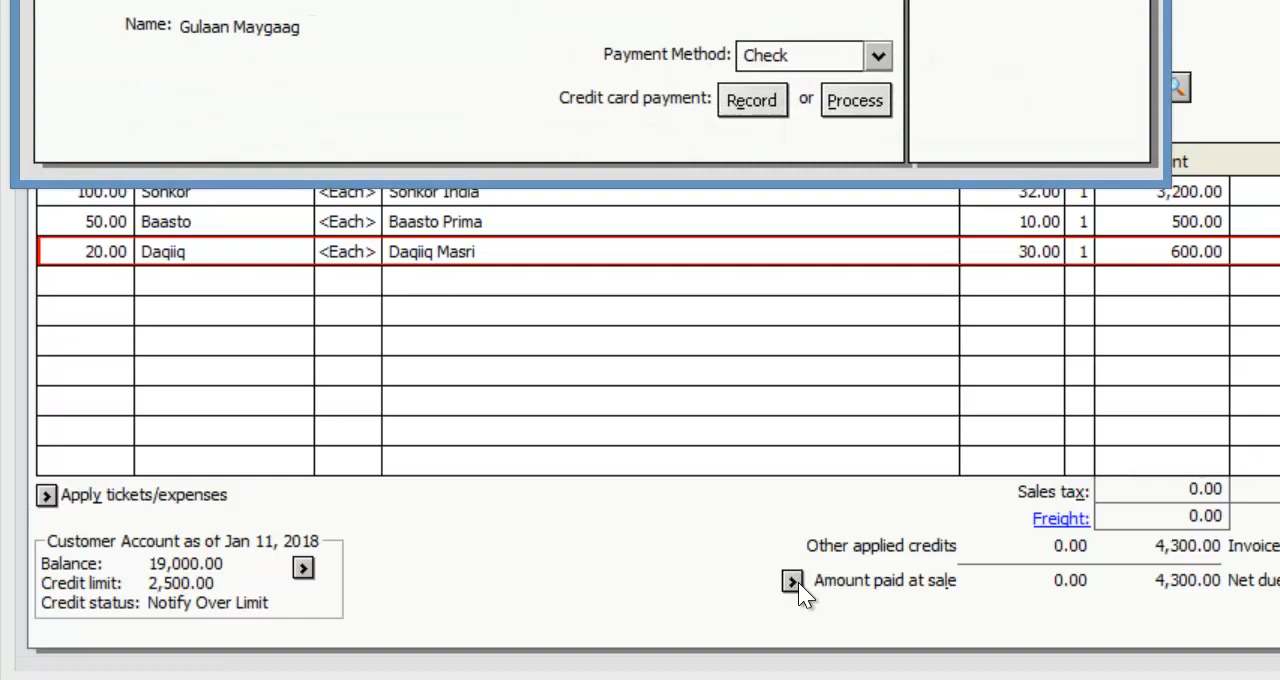 Name: Gulaan Maygaag
Payment Method: Check
Credit card payment: Record or Process
nt
100.00 Sonkor <Each> Sonkor India 32.00 1 3,200.00
50.00 Baasto <Each> Baasto Prima 10.00 1 500.00
20.00 Daqiiq <Each> Daqiiq Masri 30.00 1 600.00
Apply tickets/expenses
Sales tax: 0.00
Freight: 0.00
Customer Account as of Jan 11, 2018
Balance: 19,000.00
Credit limit: 2,500.00
Credit status: Notify Over Limit
Other applied credits 0.00 4,300.00 Invoice
Amount paid at sale 0.00 4,300.00 Net due